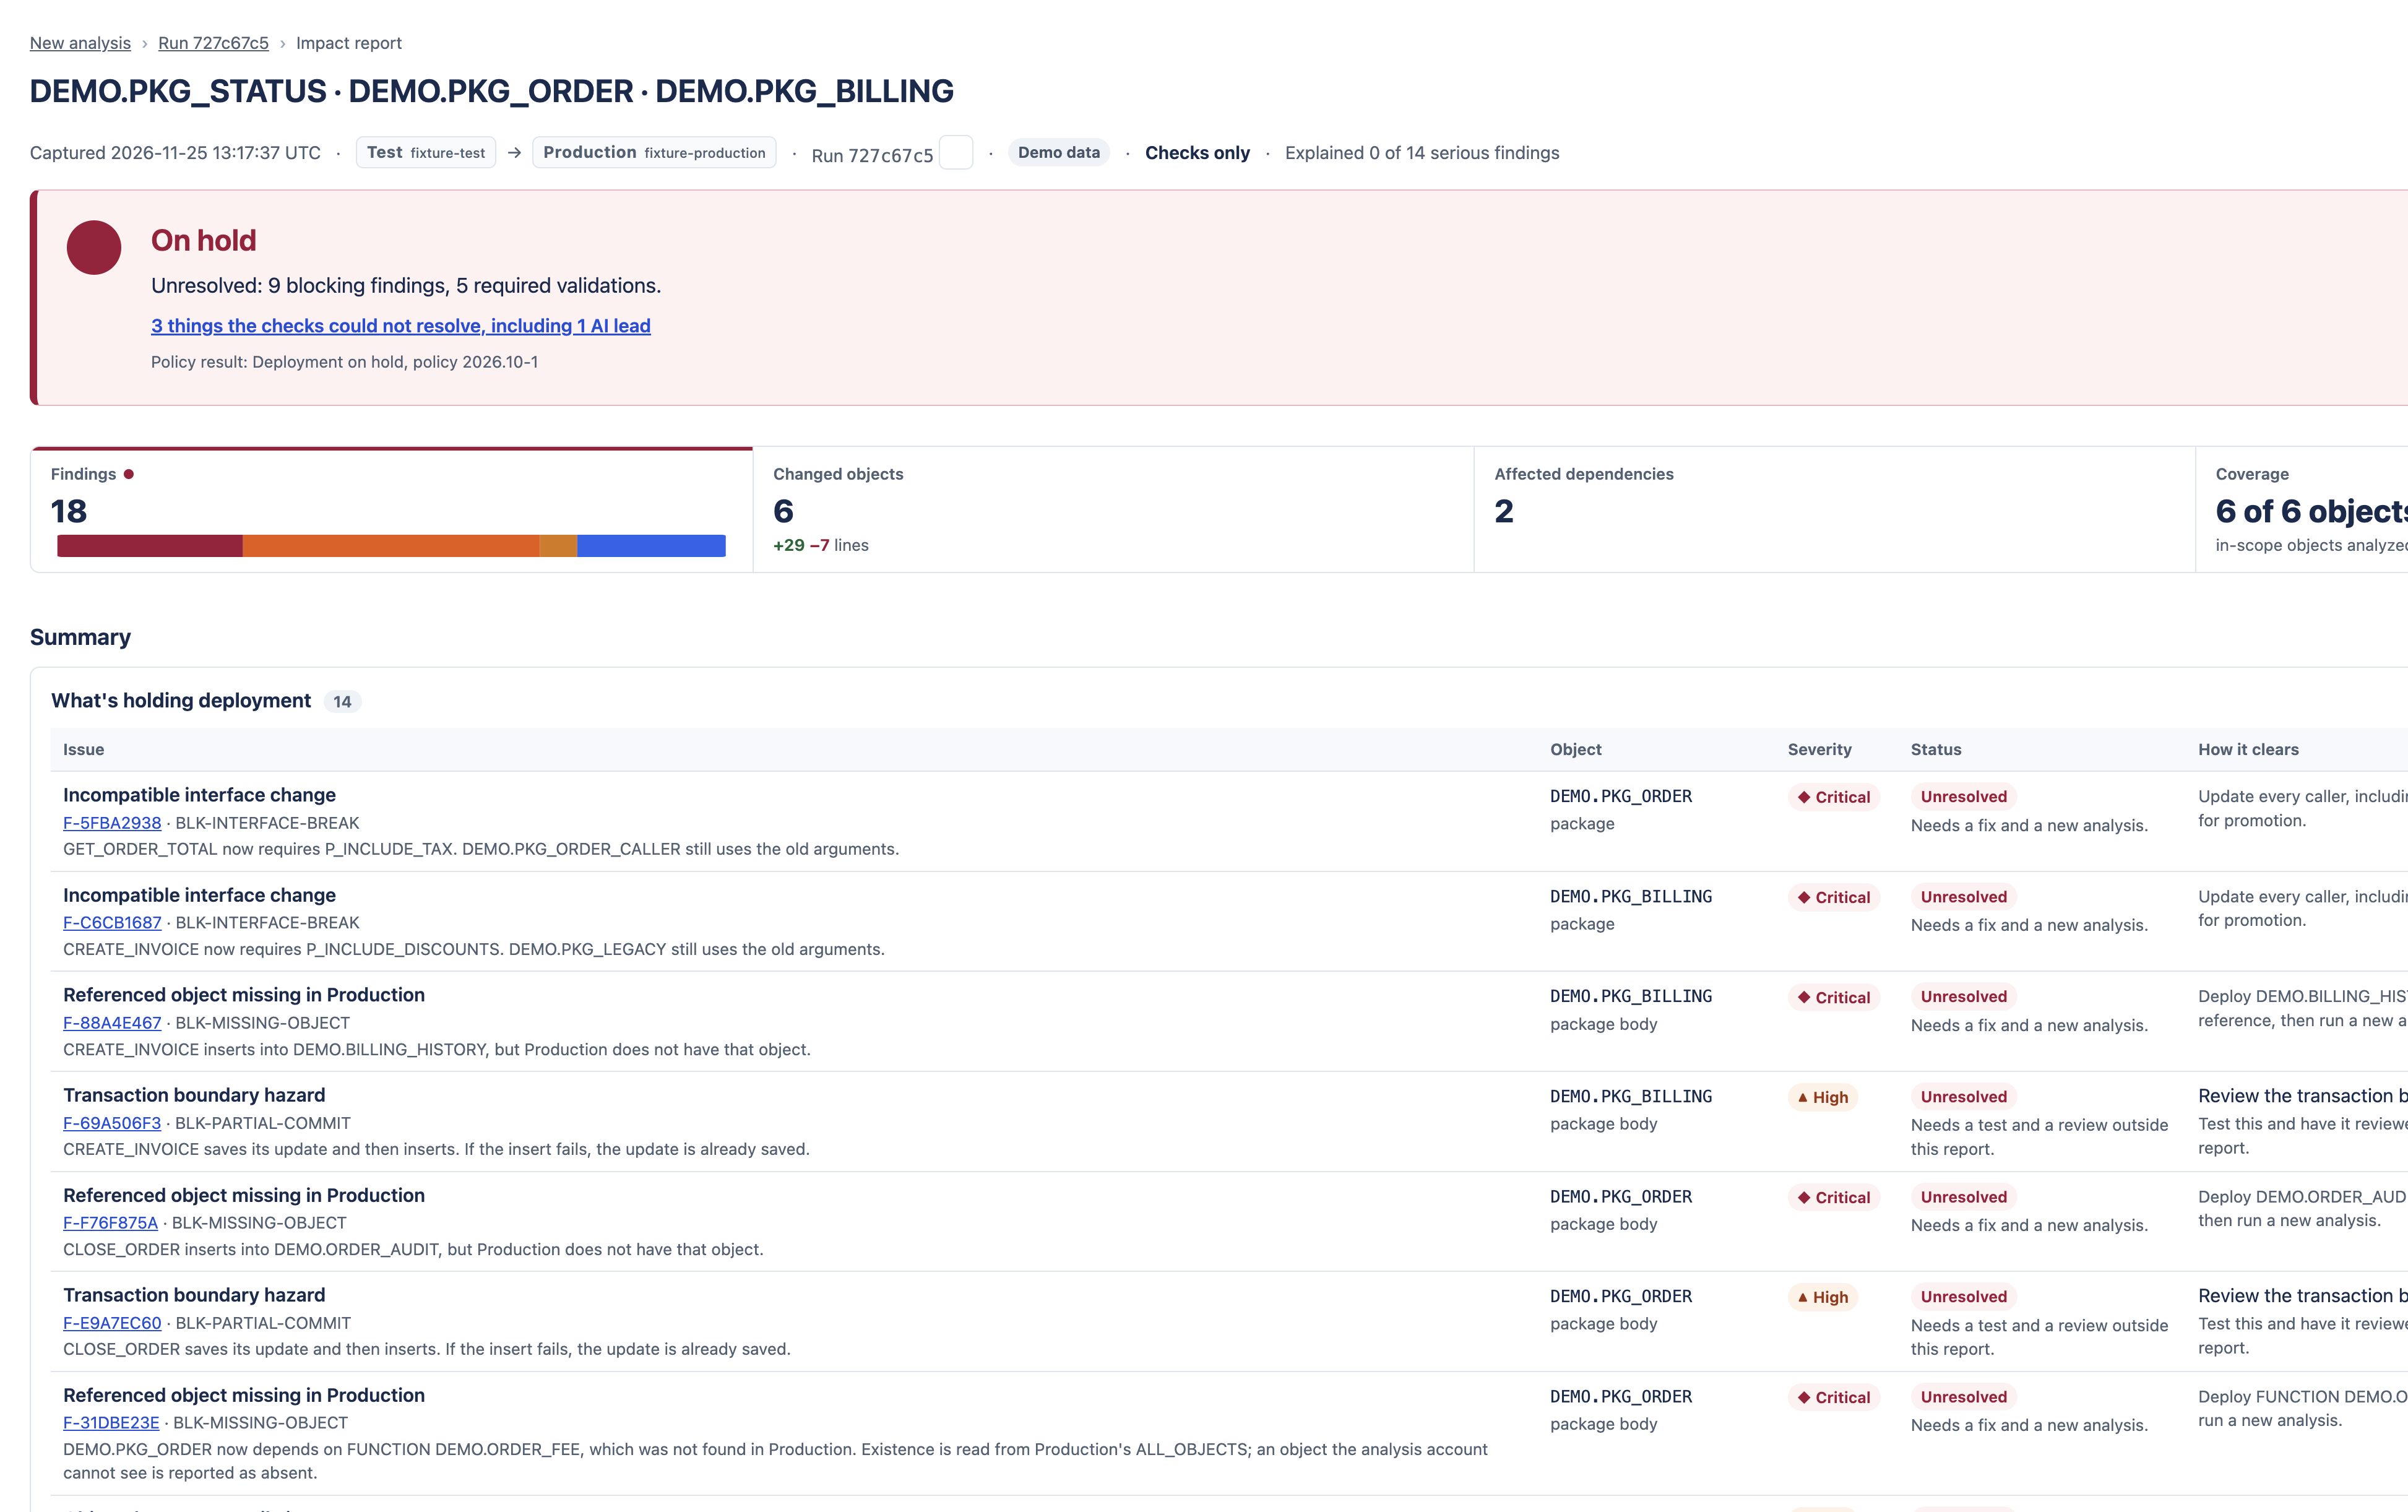 New analysis › Run 727c67c5 › Impact report
DEMO.PKG_STATUS · DEMO.PKG_ORDER · DEMO.PKG_BILLING
Captured 2026-11-25 13:17:37 UTC · Test fixture-test → Production fixture-production · Run 727c67c5 · Demo data · Checks only · Explained 0 of 14 serious findings
On hold
Unresolved: 9 blocking findings, 5 required validations.
3 things the checks could not resolve, including 1 AI lead
Policy result: Deployment on hold, policy 2026.10-1
Findings
18
Changed objects
6
+29 −7 lines
Affected dependencies
2
Coverage
6 of 6 objects
in-scope objects analyzed
Summary
What's holding deployment 14
Issue Object Severity Status How it clears
Incompatible interface change
F-5FBA2938 · BLK-INTERFACE-BREAK
GET_ORDER_TOTAL now requires P_INCLUDE_TAX. DEMO.PKG_ORDER_CALLER still uses the old arguments.
DEMO.PKG_ORDER
package
Critical
Unresolved
Needs a fix and a new analysis.
Update every caller,
for promotion.
Incompatible interface change
F-C6CB1687 · BLK-INTERFACE-BREAK
CREATE_INVOICE now requires P_INCLUDE_DISCOUNTS. DEMO.PKG_LEGACY still uses the old arguments.
DEMO.PKG_BILLING
package
Critical
Unresolved
Needs a fix and a new analysis.
Update every caller,
for promotion.
Referenced object missing in Production
F-88A4E467 · BLK-MISSING-OBJECT
CREATE_INVOICE inserts into DEMO.BILLING_HISTORY, but Production does not have that object.
DEMO.PKG_BILLING
package body
Critical
Unresolved
Needs a fix and a new analysis.
Deploy
reference, then run a new
Transaction boundary hazard
F-69A506F3 · BLK-PARTIAL-COMMIT
CREATE_INVOICE saves its update and then inserts. If the insert fails, the update is already saved.
DEMO.PKG_BILLING
package body
High
Unresolved
Needs a test and a review outside
this report.
Review the transaction
Test this and have it
report.
Referenced object missing in Production
F-F76F875A · BLK-MISSING-OBJECT
CLOSE_ORDER inserts into DEMO.ORDER_AUDIT, but Production does not have that object.
DEMO.PKG_ORDER
package body
Critical
Unresolved
Needs a fix and a new analysis.
Deploy
then run a new analysis.
Transaction boundary hazard
F-E9A7EC60 · BLK-PARTIAL-COMMIT
CLOSE_ORDER saves its update and then inserts. If the insert fails, the update is already saved.
DEMO.PKG_ORDER
package body
High
Unresolved
Needs a test and a review outside
this report.
Review the transaction
Test this and have it
report.
Referenced object missing in Production
F-31DBE23E · BLK-MISSING-OBJECT
DEMO.PKG_ORDER now depends on FUNCTION DEMO.ORDER_FEE, which was not found in Production. Existence is read from Production's ALL_OBJECTS; an object the analysis account
cannot see is reported as absent.
DEMO.PKG_ORDER
package body
Critical
Unresolved
Needs a fix and a new analysis.
Deploy FUNCTION
run a new analysis.